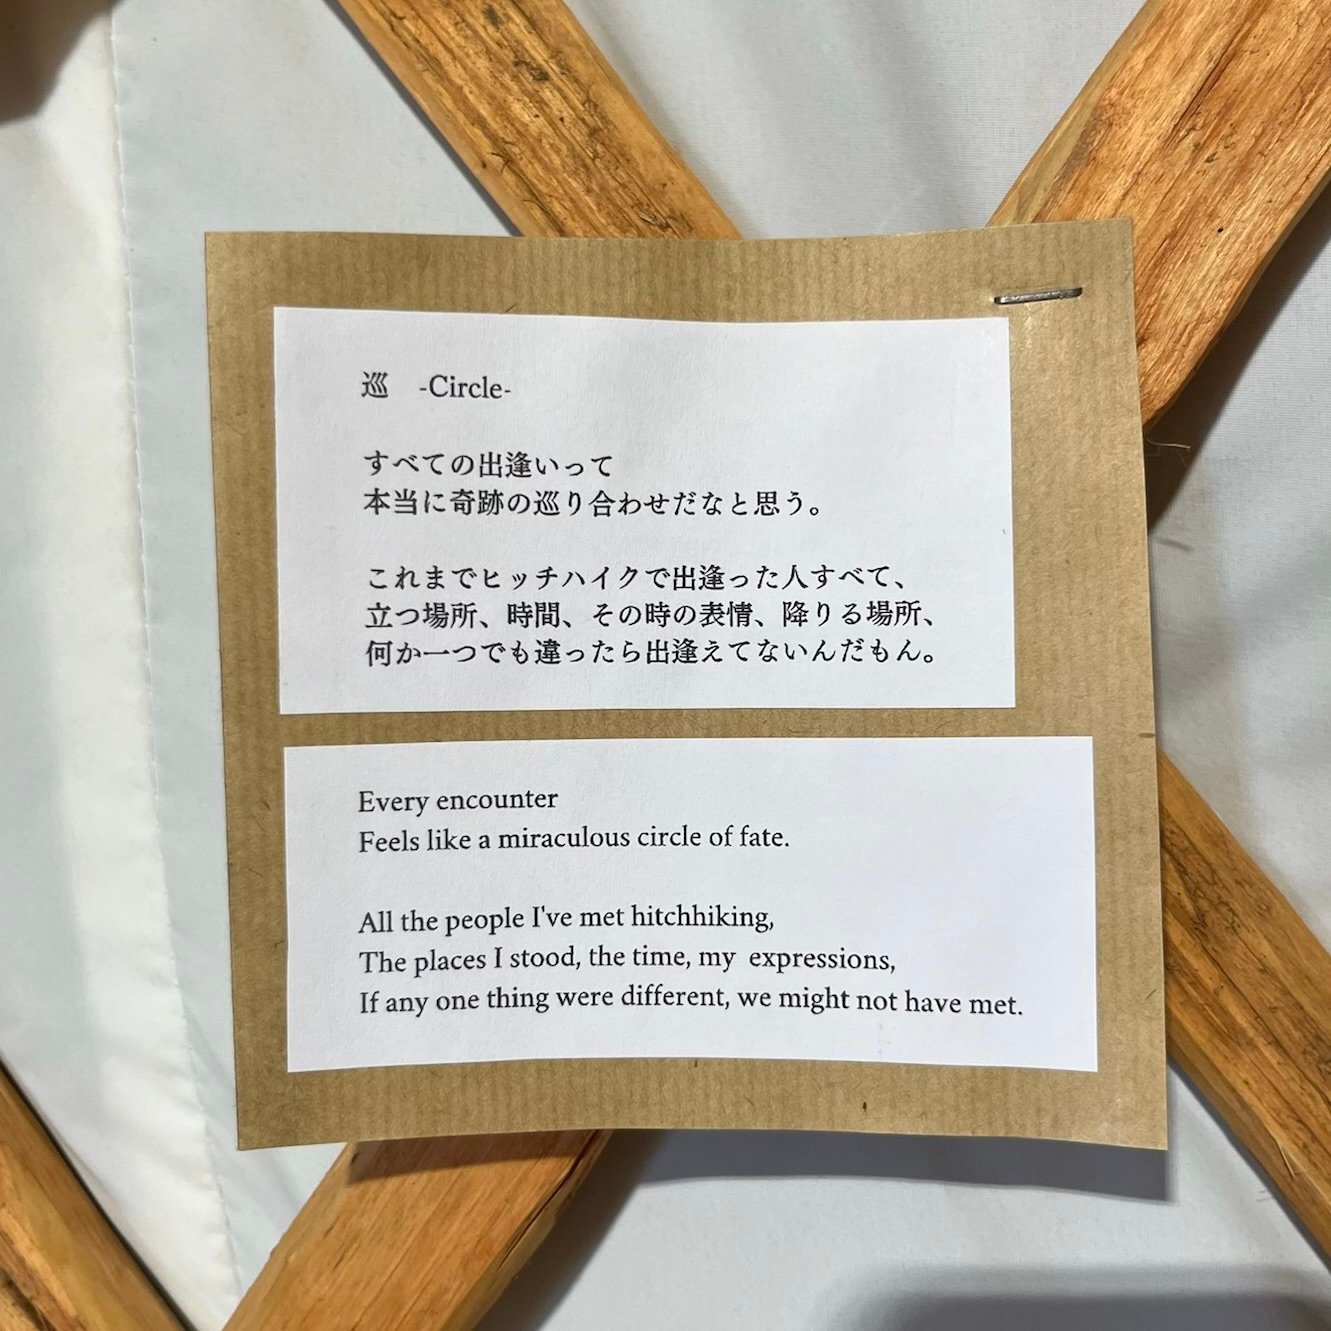 巡　-Circle-
すべての出逢いって
本当に奇跡の巡り合わせだなと思う。
これまでヒッチハイクで出逢った人すべて、
立つ場所、時間、その時の表情、降りる場所、
何か一つでも違ったら出逢えてないんだもん。
Every encounter
Feels like a miraculous circle of fate.
All the people I've met hitchhiking,
The places I stood, the time, my  expressions,
If any one thing were different, we might not have met.